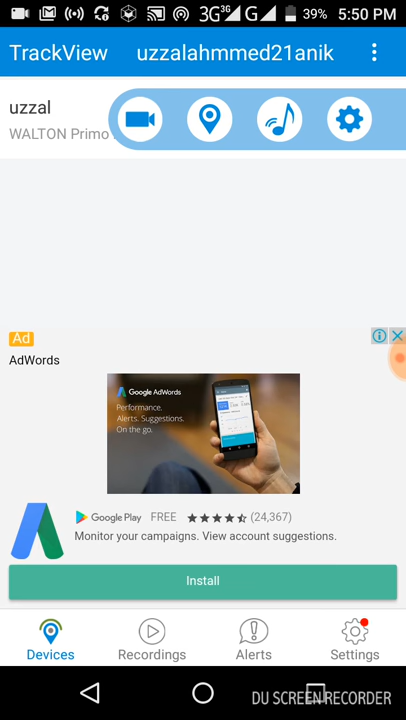 3G 3G G 39% 5:50 PM
TrackView uzzalahmmed21anik
uzzal
WALTON Primo
Ad
AdWords
Google AdWords
Performance.
Alerts. Suggestions.
On the go.
Google Play FREE (24,367)
Monitor your campaigns. View account suggestions.
Install
Devices Recordings Alerts Settings
DU SCREEN RECORDER